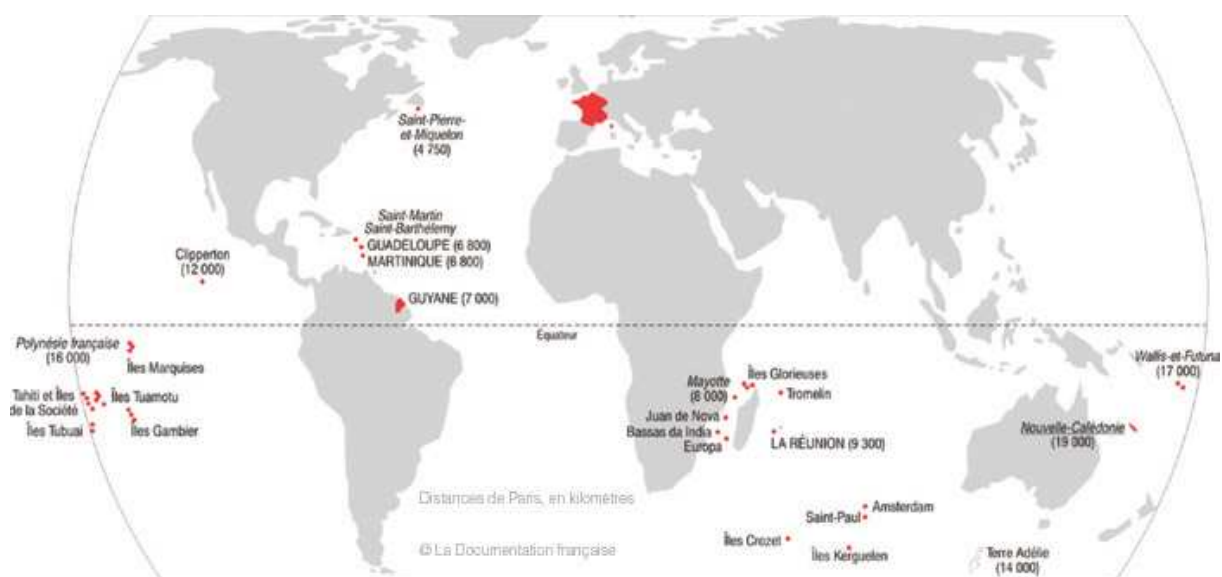 Saint-Pierre-
et-Miquelon
(4 750)
Saint-Martin
Saint-Barthélemy
GUADELOUPE (6 800)
MARTINIQUE (6 800)
Clipperton
(12 000)
GUYANE (7 000)
Equateur
Polynésie française
(16 000)
Îles Marquises
Tahiti et Îles
de la Société
Îles Tuamotu
Îles Tubuai
Îles Gambier
Mayotte
(8 000)
Îles Glorieuses
Tromelin
Juan de Nova
Bassas da India
Europa
LA RÉUNION (9 300)
Wallis-et-Futuna
(17 000)
Nouvelle-Calédonie
(19 000)
Distances de Paris, en kilomètres
© La Documentation française
Amsterdam
Saint-Paul
Îles Crozet
Îles Kerguelen
Terre Adélie
(14 000)